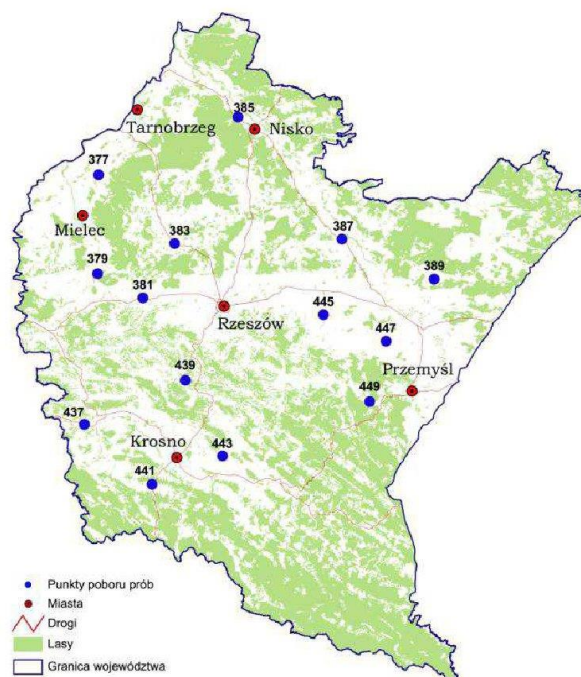 385
Tarnobrzeg
Nisko
377
Mielec
383
387
379
389
381
Rzeszów
445
447
439
Przemyśl
449
437
Krosno
443
441
Punkty poboru prób
Miasta
Drogi
Lasy
Granica województwa